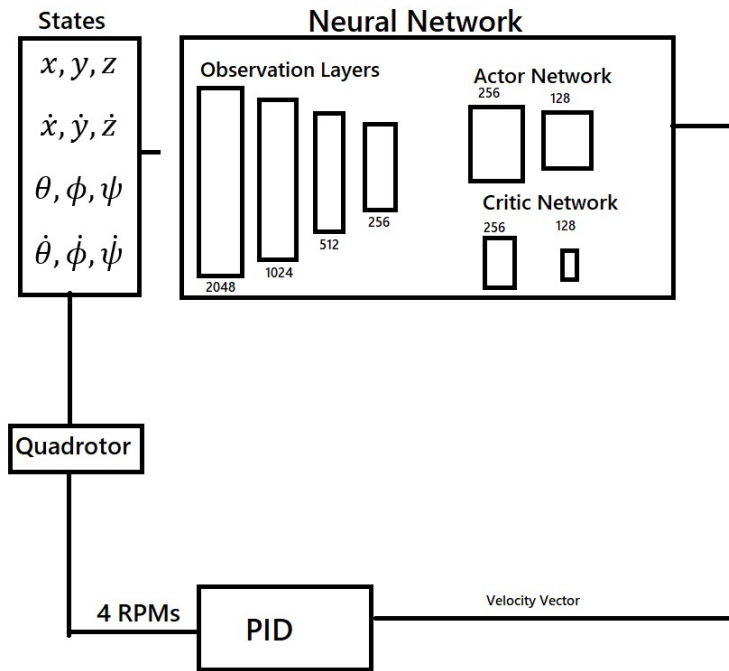 States
Neural Network
x, y, z
ẋ, ẏ, ż
θ, ϕ, ψ
θ̇, ϕ̇, ψ̇
Observation Layers
2048
1024
512
256
Actor Network
256
128
Critic Network
256
128
Quadrotor
4 RPMs
PID
Velocity Vector